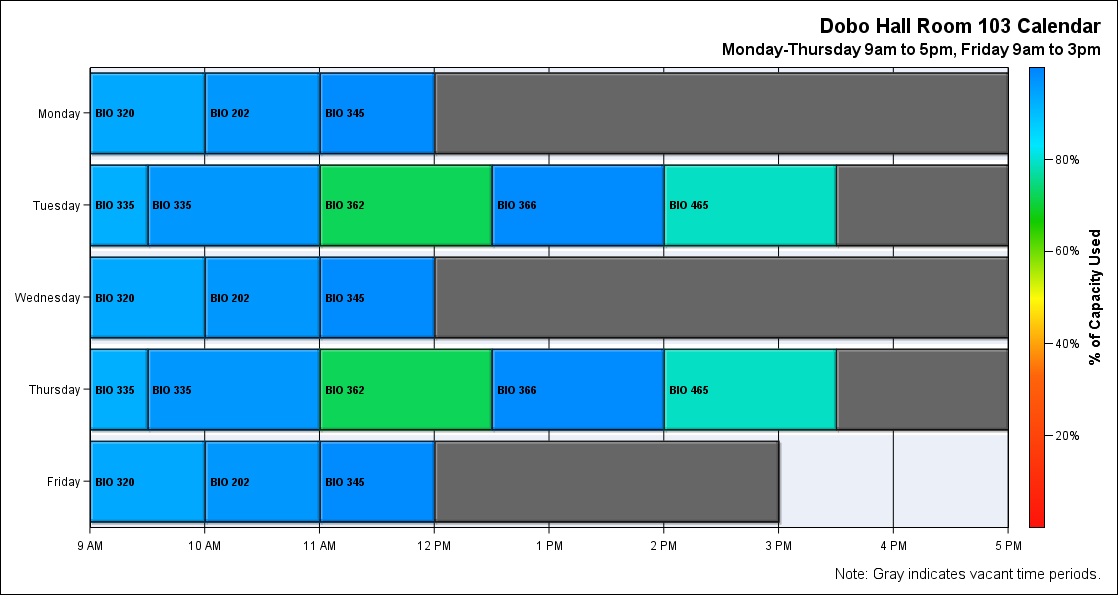 Dobo Hall Room 103 Calendar
Monday-Thursday 9am to 5pm, Friday 9am to 3pm
Monday
BIO 320
BIO 202
BIO 345
Tuesday
BIO 335
BIO 335
BIO 362
BIO 366
BIO 465
Wednesday
BIO 320
BIO 202
BIO 345
Thursday
BIO 335
BIO 335
BIO 362
BIO 366
BIO 465
Friday
BIO 320
BIO 202
BIO 345
9 AM
10 AM
11 AM
12 PM
1 PM
2 PM
3 PM
4 PM
5 PM
80%
60%
40%
20%
% of Capacity Used
Note: Gray indicates vacant time periods.